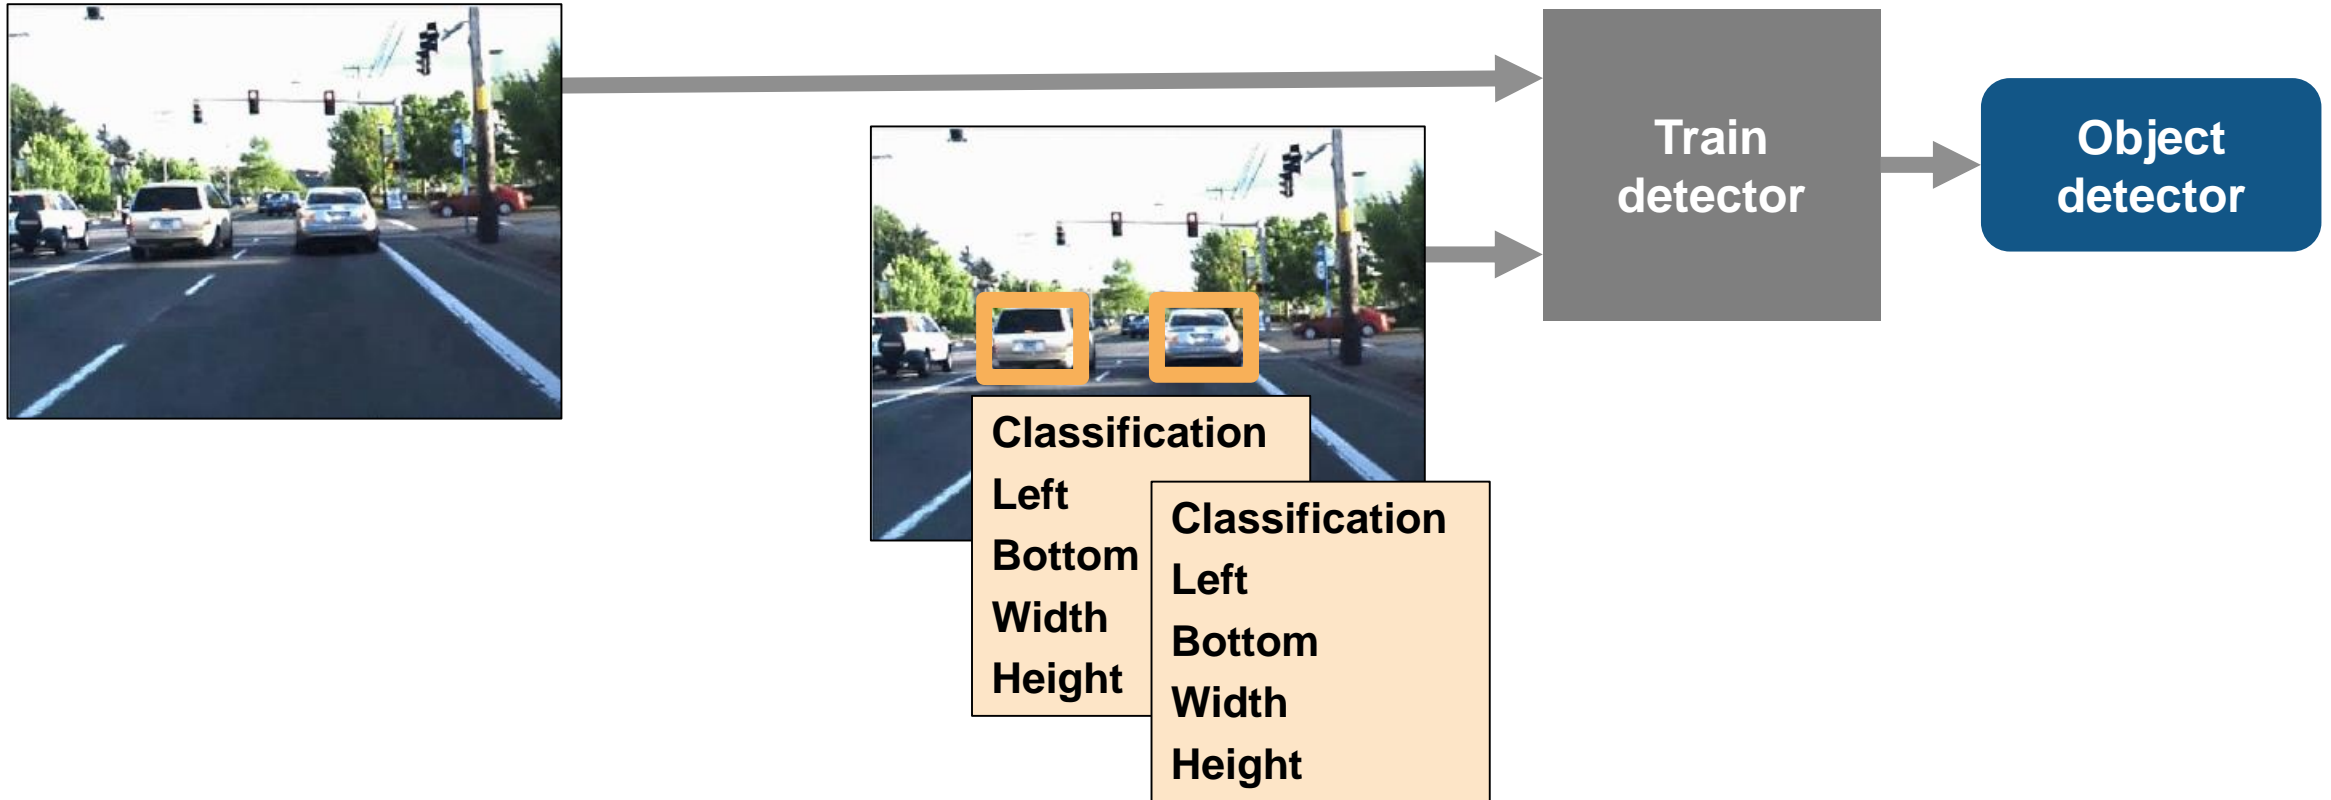 Train
detector
Object
detector
Classification
Left
Bottom
Width
Height
Classification
Left
Bottom
Width
Height